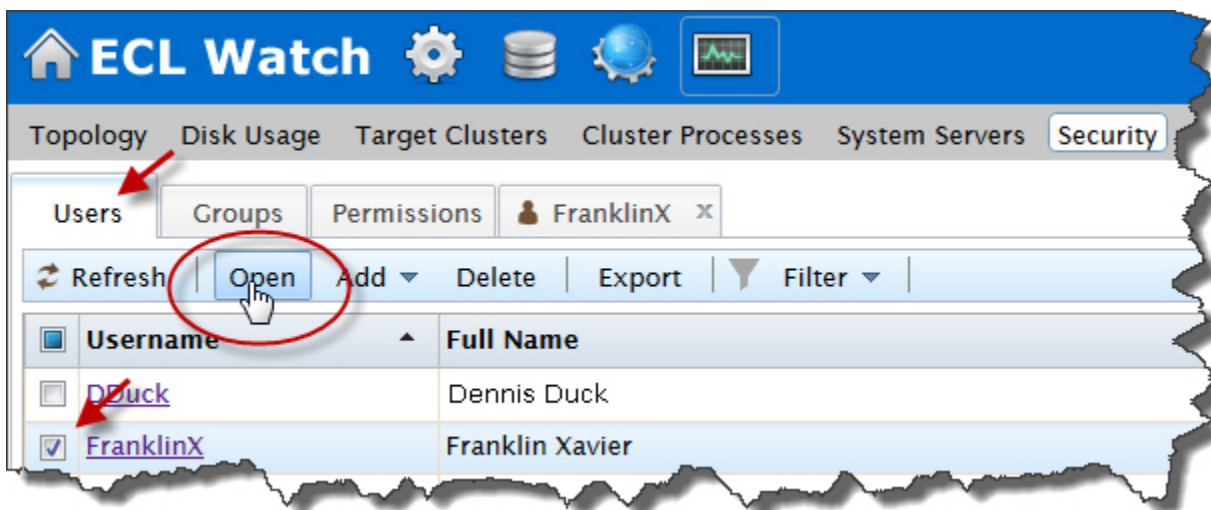 ECL Watch
Topology Disk Usage Target Clusters Cluster Processes System Servers Security
Users Groups Permissions FranklinX x
Refresh Open Add Delete Export Filter
Username Full Name
DDuck Dennis Duck
FranklinX Franklin Xavier